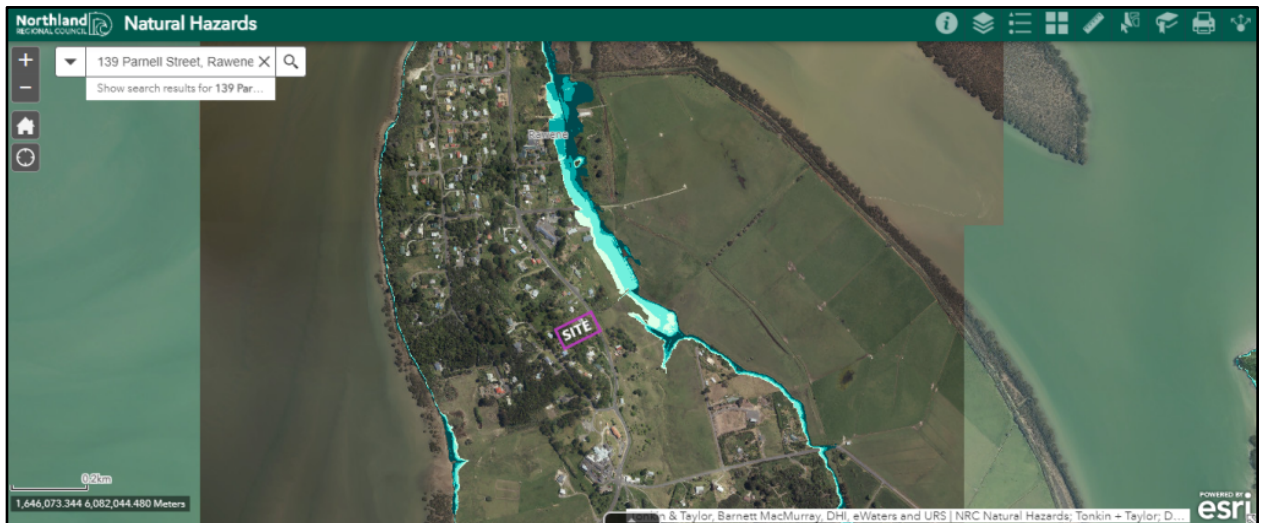 Northland
REGIONAL COUNCIL
Natural Hazards
139 Parnell Street, Rawene
Show search results for 139 Par...
Rawene
SITE
0.2km
1,646,073.344 6,082,044.480 Meters
Tonkin & Taylor, Barnett MacMurray, DHI, eWaters and URS | NRC Natural Hazards; Tonkin + Taylor; D...
POWERED BY
esri